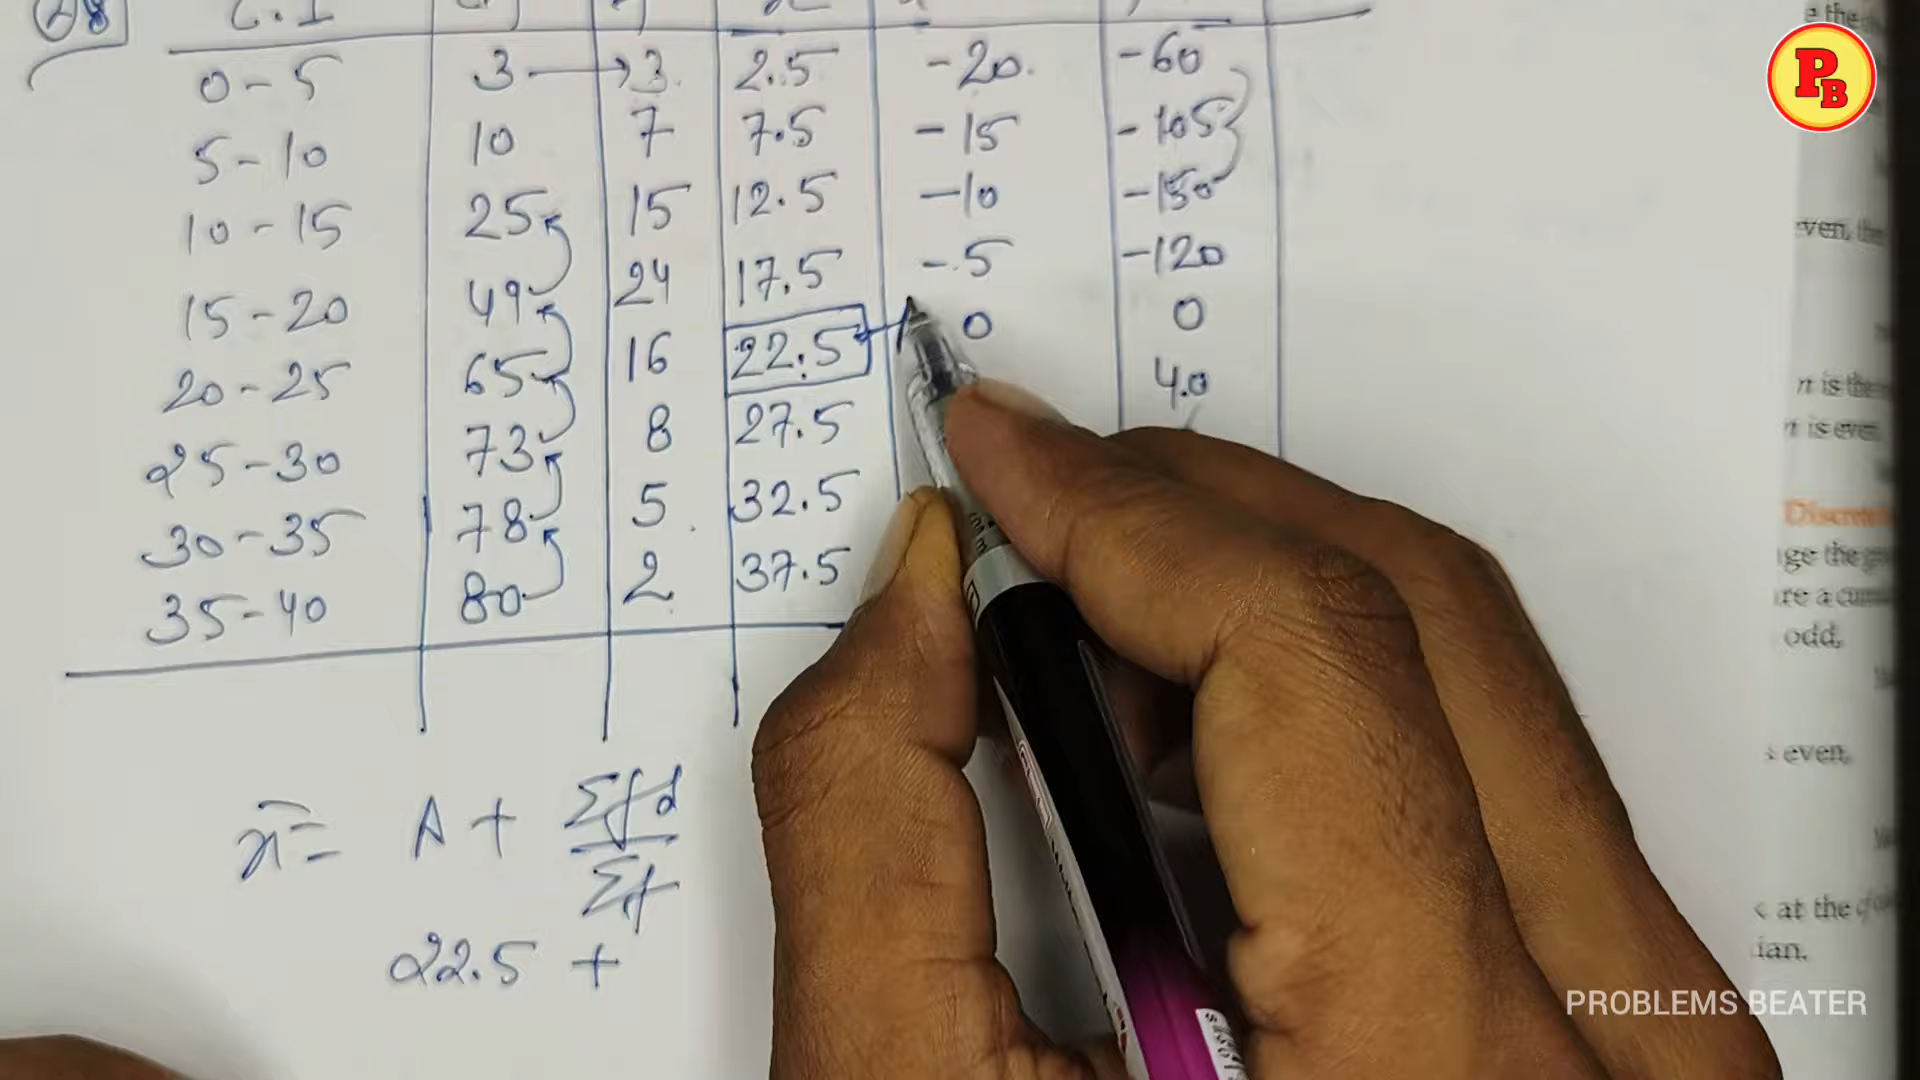 28 C.I
0-5 3 → 3 2.5 -20 -60
5-10 10 7 7.5 -15 -105
10-15 25 15 12.5 -10 -150
15-20 49 24 17.5 -5 -120
20-25 65 16 22.5 0 0
25-30 73 8 27.5 40
30-35 78 5 32.5
35-40 80 2 37.5
x̄ = A + Σfd
Σf
22.5 +
PB
e the
even, the
n is the
n is even
Discrete
odd,
s even,
at the cf
ian.
PROBLEMS BEATER